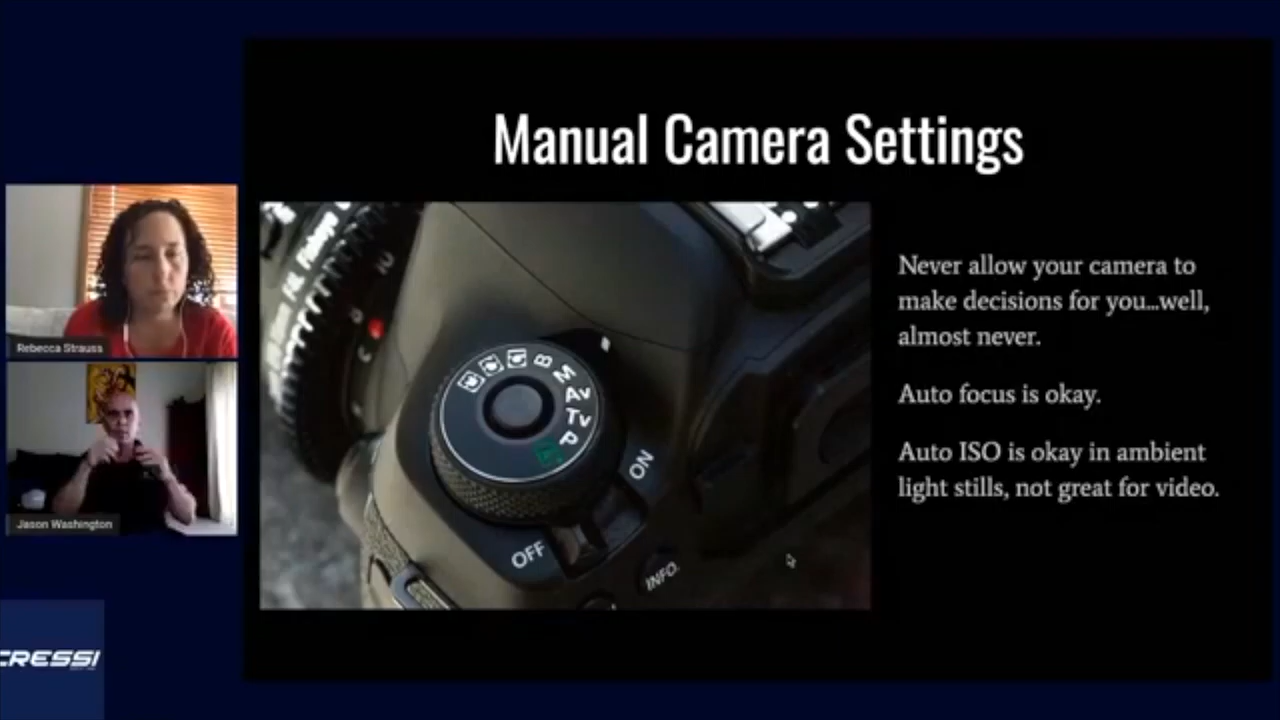 Manual Camera Settings
Never allow your camera to
make decisions for you...well,
almost never.
Auto focus is okay.
Auto ISO is okay in ambient
light stills, not great for video.
B
M
Av
Tv
P
ON
OFF
INFO.
Rebecca Strauss
Jason Washington
CRESSI